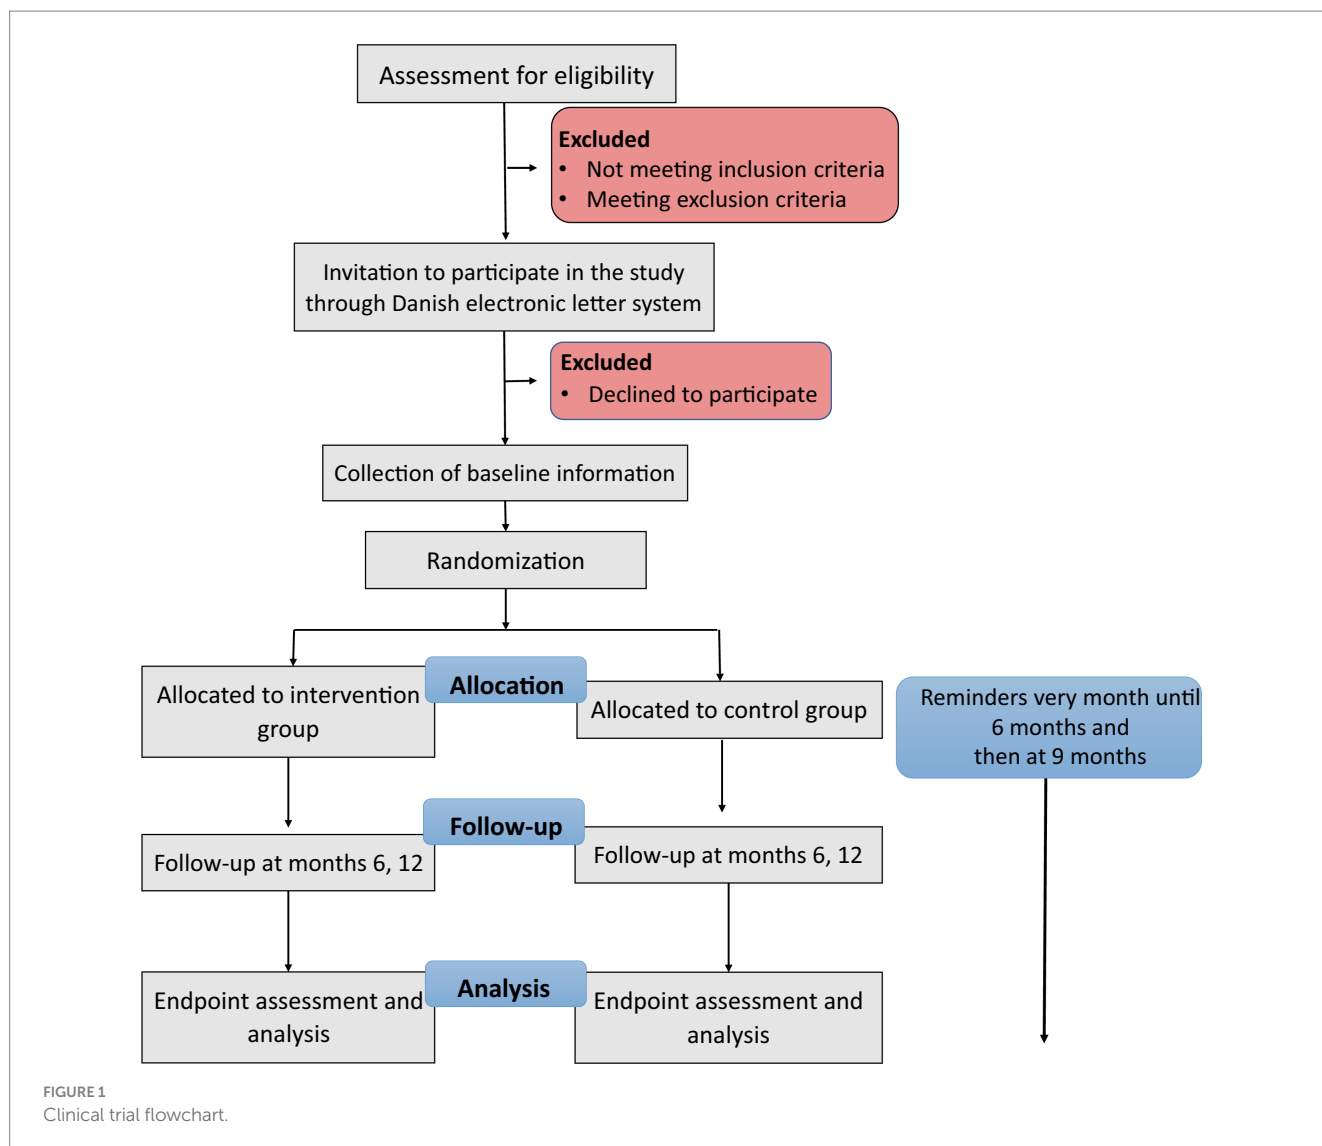 Assessment for eligibility
Excluded
• Not meeting inclusion criteria
• Meeting exclusion criteria
Invitation to participate in the study
through Danish electronic letter system
Excluded
• Declined to participate
Collection of baseline information
Randomization
Allocated to intervention
group
Allocation
Allocated to control group
Reminders very month until
6 months and
then at 9 months
Follow-up at months 6, 12
Follow-up
Follow-up at months 6, 12
Endpoint assessment and
analysis
Analysis
Endpoint assessment and
analysis
FIGURE 1
Clinical trial flowchart.